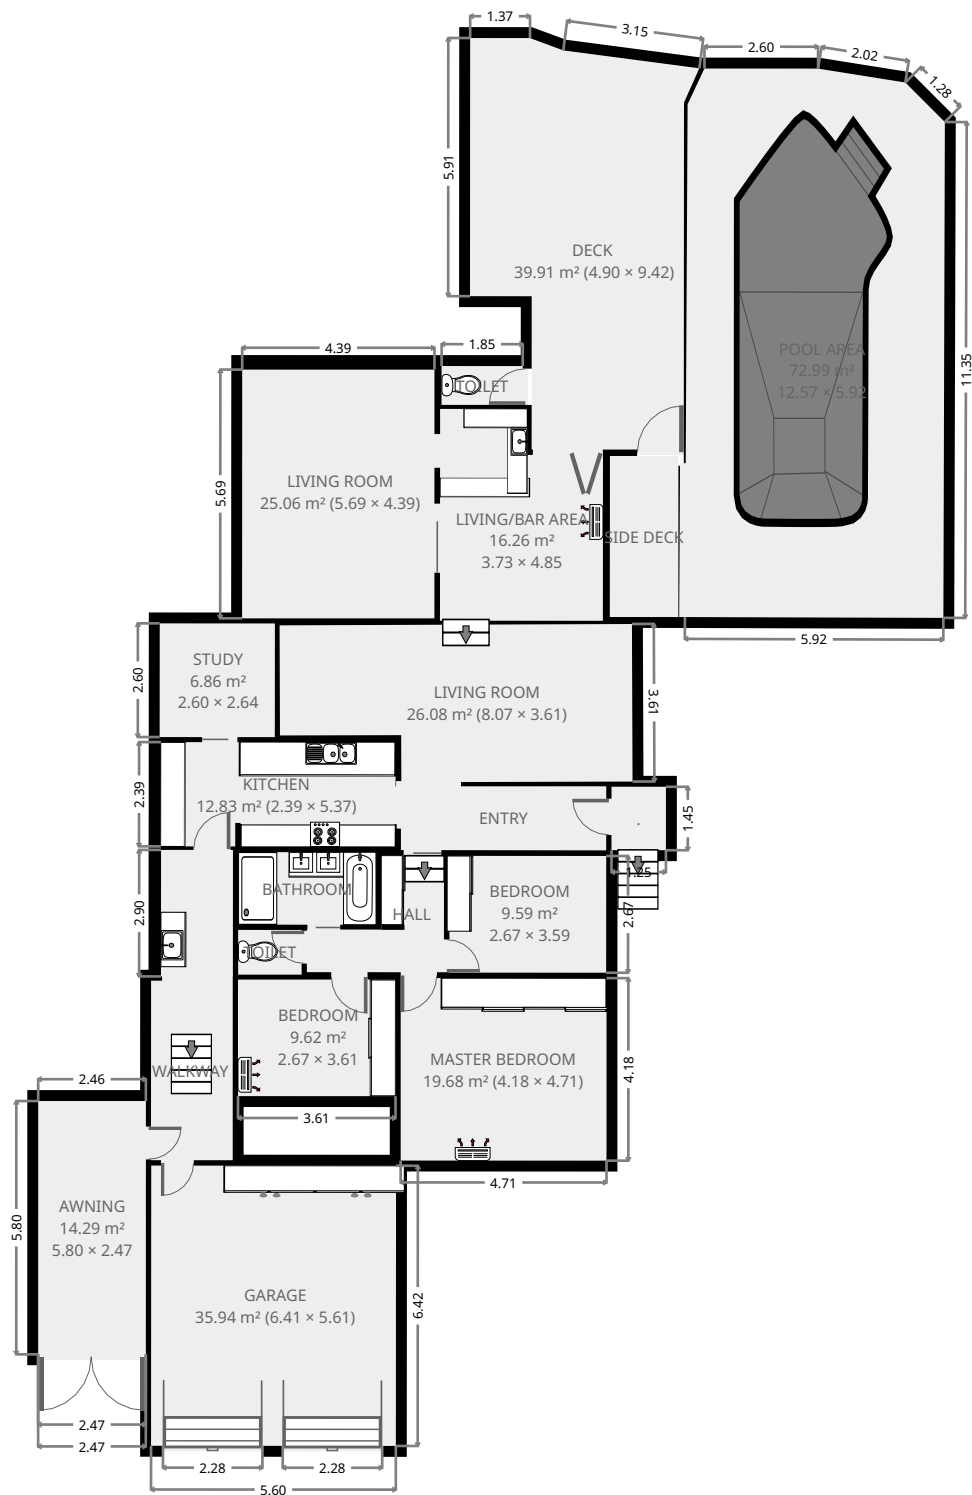 1.37
3.15
2.60
2.02
1.28
5.91
DECK
39.91 m² (4.90 × 9.42)
POOL AREA
72.99 m²
12.57 × 5.92
11.35
4.39
1.85
TOILET
5.69
LIVING ROOM
25.06 m² (5.69 × 4.39)
LIVING/BAR AREA
16.26 m²
3.73 × 4.85
SIDE DECK
5.92
2.60
STUDY
6.86 m²
2.60 × 2.64
LIVING ROOM
26.08 m² (8.07 × 3.61)
3.61
2.39
KITCHEN
12.83 m² (2.39 × 5.37)
ENTRY
1.45
1.25
2.90
BATHROOM
HALL
BEDROOM
9.59 m²
2.67 × 3.59
2.67
TOILET
BEDROOM
9.62 m²
2.67 × 3.61
MASTER BEDROOM
19.68 m² (4.18 × 4.71)
4.18
WALKWAY
2.46
3.61
4.71
5.80
AWNING
14.29 m²
5.80 × 2.47
GARAGE
35.94 m² (6.41 × 5.61)
6.42
2.47
2.47
2.28
2.28
5.60